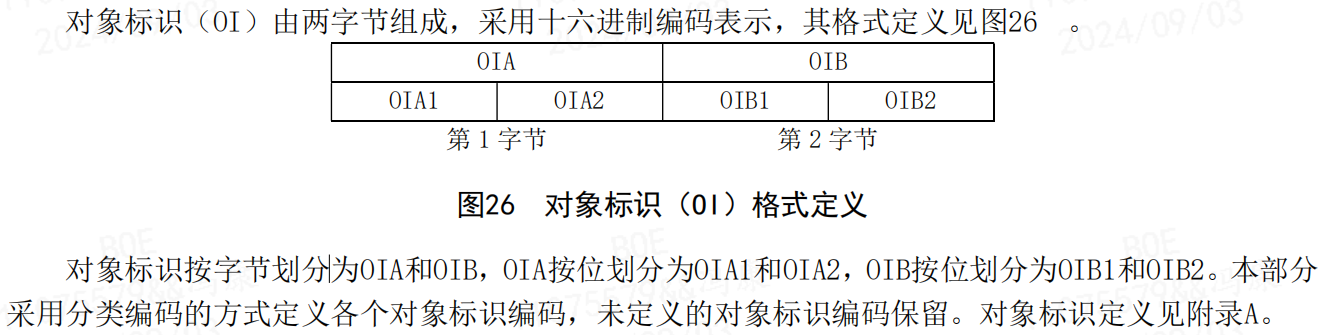 对象标识（OI）由两字节组成，采用十六进制编码表示，其格式定义见图26 。
OIA OIB
OIA1 OIA2 OIB1 OIB2
第 1 字节 第 2 字节
图26 对象标识（OI）格式定义
对象标识按字节划分为OIA和OIB，OIA按位划分为OIA1和OIA2，OIB按位划分为OIB1和OIB2。本部分
采用分类编码的方式定义各个对象标识编码，未定义的对象标识编码保留。对象标识定义见附录A。
2024/09/03
BOE
BOE
BOE